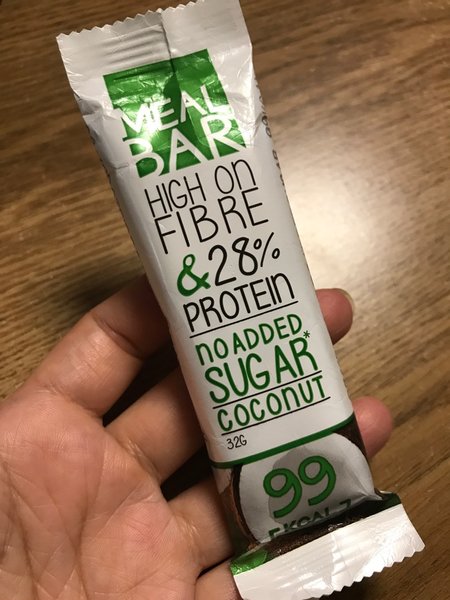 MEAL
BAR
HIGH ON
FIBRE
& 28%
PROTEIN
NO ADDED
SUGAR*
COCONUT
32G
99